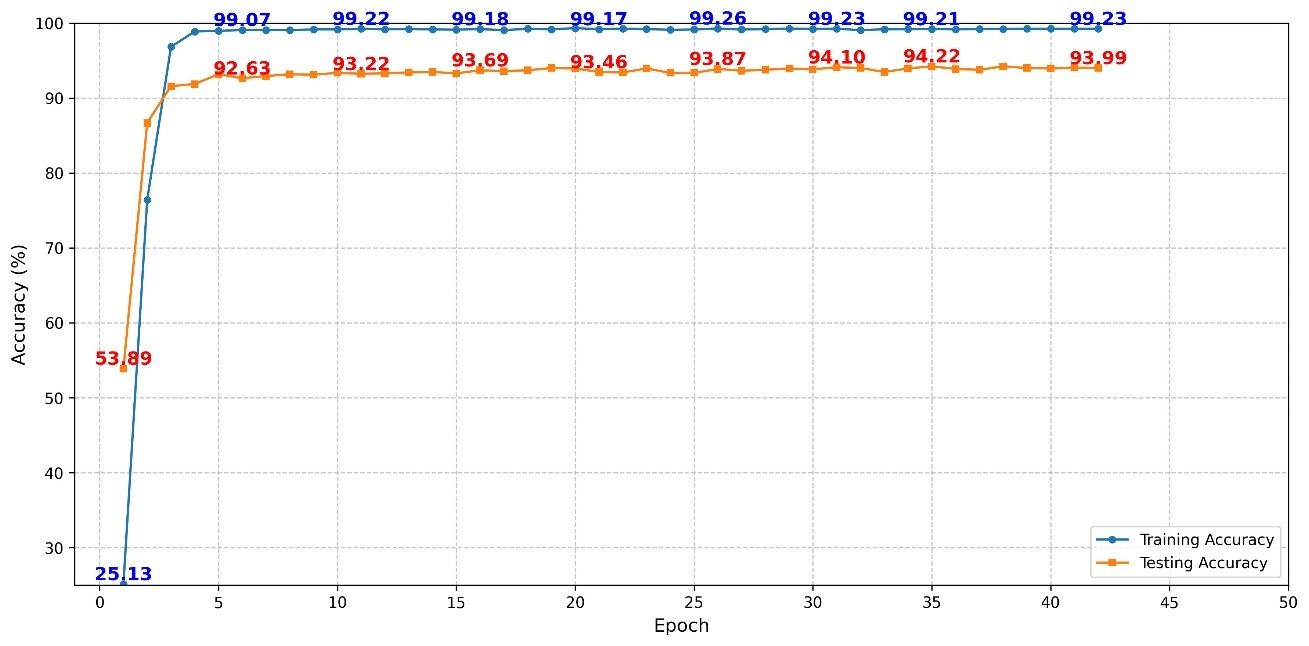 100
90
80
70
60
50
40
30
Accuracy (%)
99.07 99.22 99.18 99.17 99.26 99.23 99.21 99.23
92.63 93.22 93.69 93.46 93.87 94.10 94.22 93.99
53.89
25.13
Training Accuracy
Testing Accuracy
0 5 10 15 20 25 30 35 40 45 50
Epoch